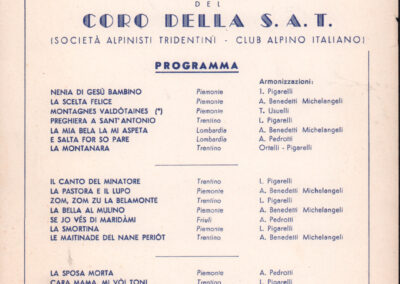 DEL
CORO DELLA S. A. T.
(SOCIETÀ ALPINISTI TRIDENTINI - CLUB ALPINO ITALIANO)
PROGRAMMA
Armonizzazioni:
NENIA DI GESÙ BAMBINO Piemonte L. Pigarelli
LA SCELTA FELICE Piemonte A. Benedetti Michelangeli
MONTAGNES VALDÔTAINES (*) Piemonte T. Usuelli
PREGHIERA A SANT'ANTONIO Trentino L. Pigarelli
LA MIA BELA LA MI ASPETA Lombardia A. Benedetti Michelangeli
E SALTA FOR SO PARE Lombardia A. Pedrotti
LA MONTANARA Ortelli - Pigarelli
IL CANTO DEL MINATORE Trentino L. Pigarelli
LA PASTORA E IL LUPO Piemonte A. Benedetti Michelangeli
ZOM, ZOM ZU LA BELAMONTE Trentino L. Pigarelli
LA BELLA AL MULINO Piemonte A. Benedetti Michelangeli
SE JO VÉS DI MARIDÂMI Friuli A. Pedrotti
LA SMORTINA Piemonte L. Pigarelli
LE MAITINADE DEL NANE PERIÒT Trentino A. Benedetti Michelangeli
LA SPOSA MORTA Piemonte A. Pedrotti
CARA MAMA, MI VÒI TONI Trentino L. Pigarelli